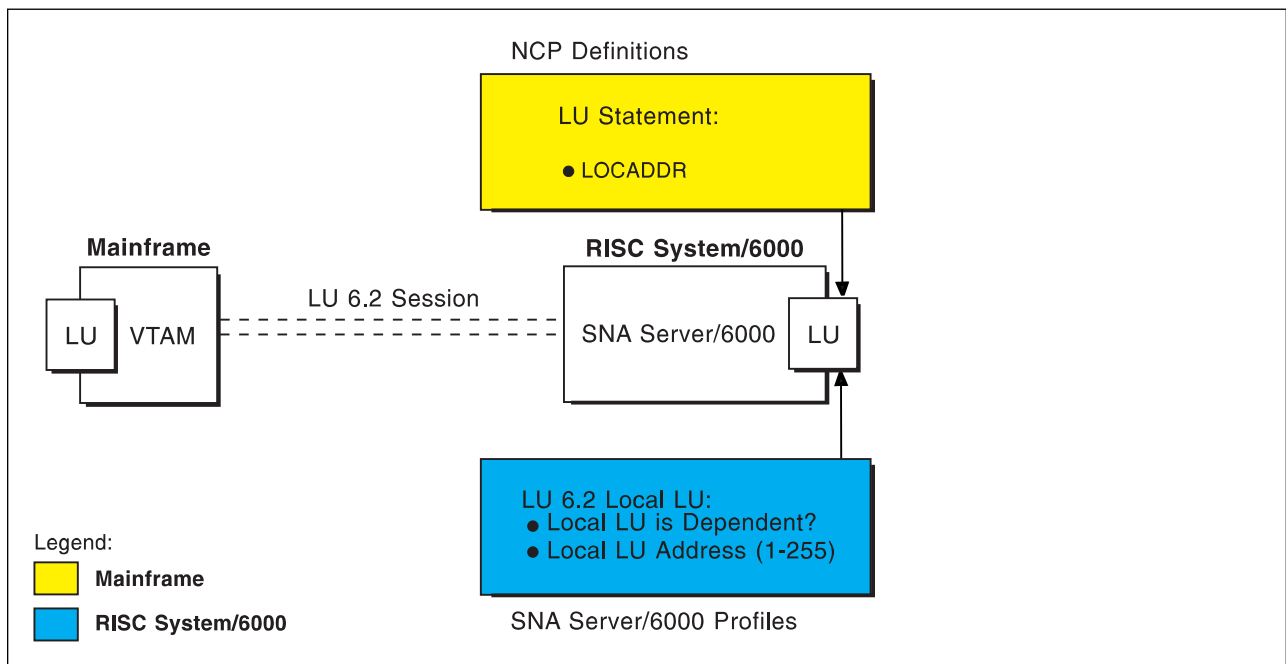 NCP Definitions
LU Statement:
● LOCADDR
Mainframe
RISC System/6000
LU 6.2 Session
LU
VTAM
SNA Server/6000
LU
LU 6.2 Local LU:
● Local LU is Dependent?
● Local LU Address (1-255)
Legend:
Mainframe
RISC System/6000
SNA Server/6000 Profiles